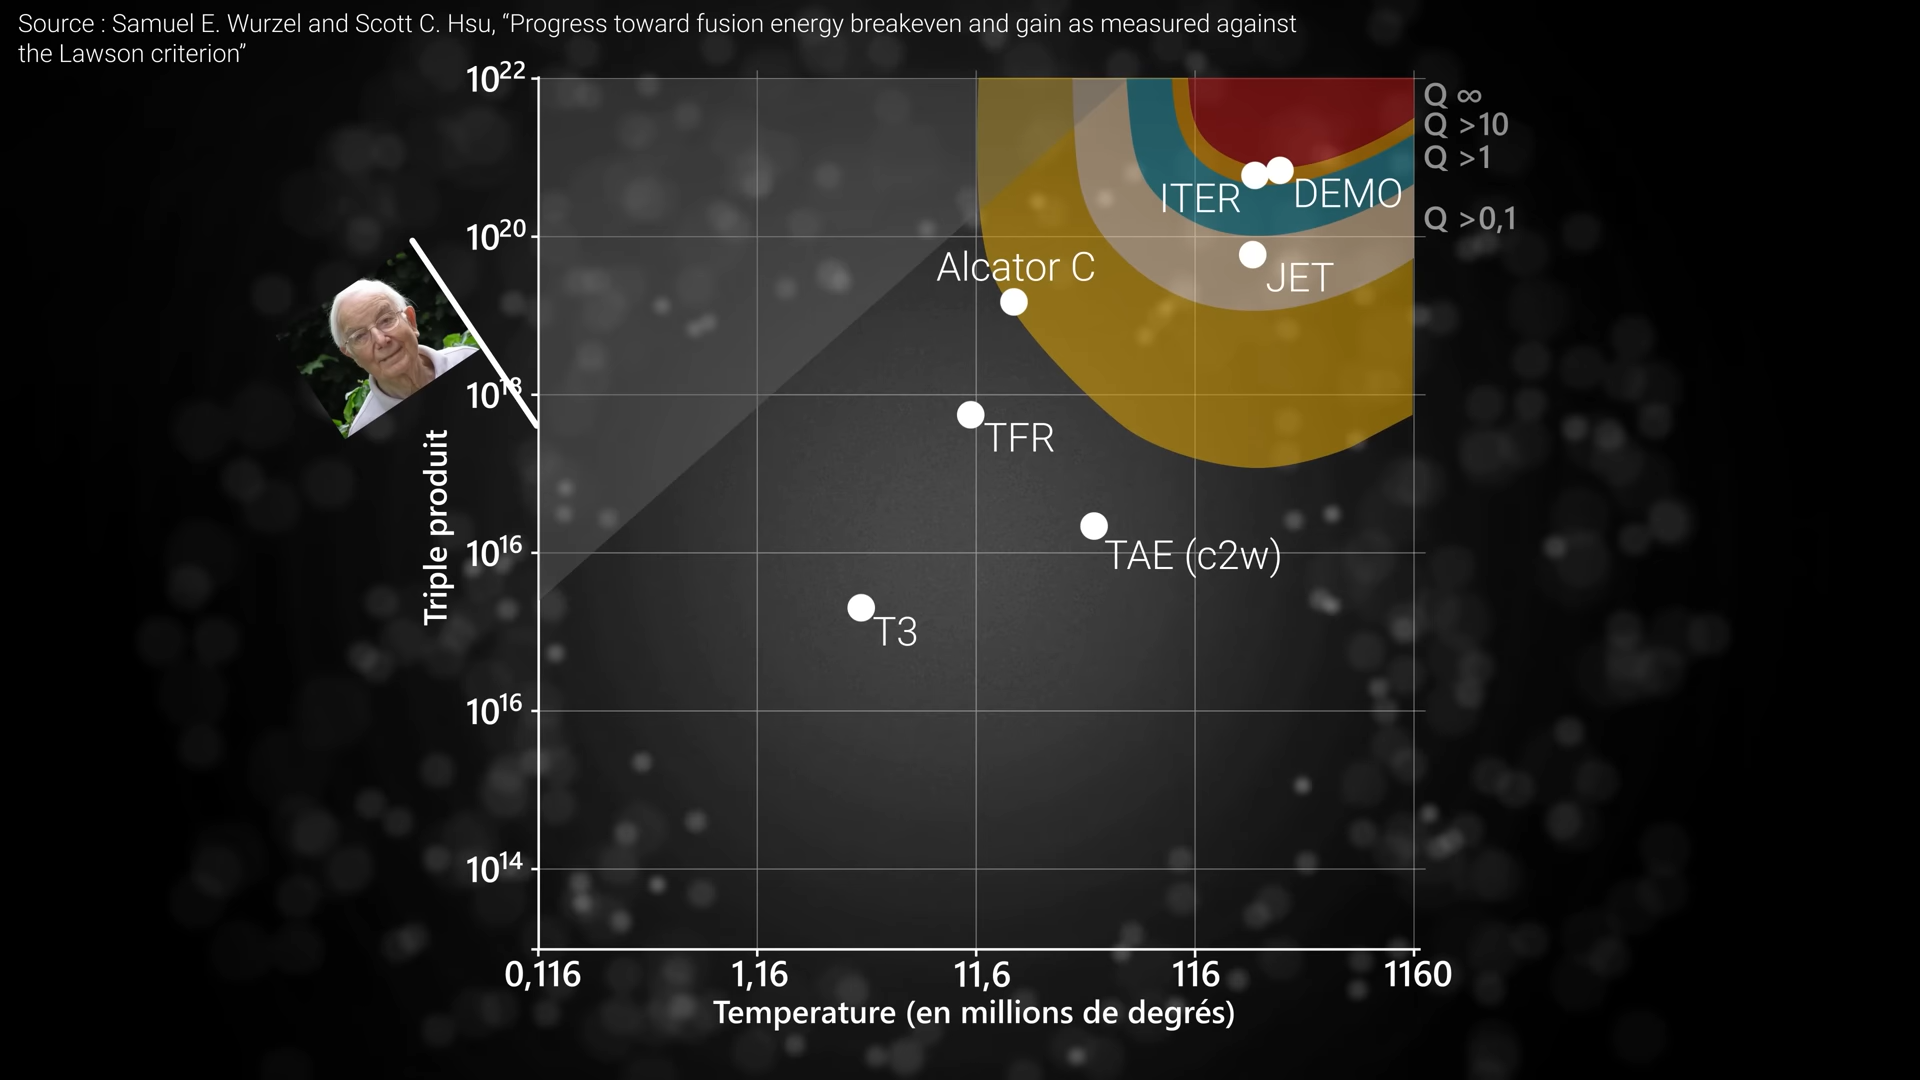 Source : Samuel E. Wurzel and Scott C. Hsu, “Progress toward fusion energy breakeven and gain as measured against
the Lawson criterion”
10²²
10²⁰
10¹⁸
10¹⁶
10¹⁶
10¹⁴
Triple produit
Q ∞
Q >10
Q >1
Q >0,1
ITER
DEMO
Alcator C
JET
TFR
TAE (c2w)
T3
0,116
1,16
11,6
116
1160
Temperature (en millions de degrés)